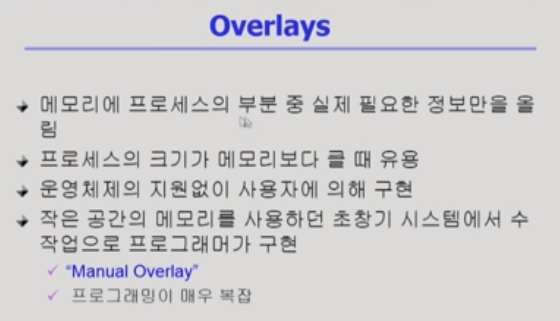 Overlays
메모리에 프로세스의 부분 중 실제 필요한 정보만을 올
림
프로세스의 크기가 메모리보다 클 때 유용
운영체제의 지원없이 사용자에 의해 구현
작은 공간의 메모리를 사용하던 초창기 시스템에서 수
작업으로 프로그래머가 구현
“Manual Overlay”
프로그래밍이 매우 복잡